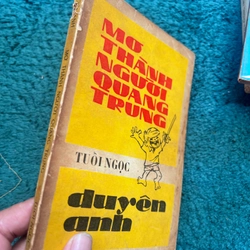 MƠ
THÀNH
NGƯỜI
QUANG
TRUNG
TUỔI NGỌC
duyên
anh